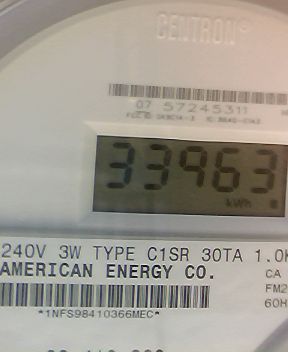 CENTRON®
07 57245311
33963
kWh
240V 3W TYPE C1SR 30TA 1.0K
AMERICAN ENERGY CO.
CA
FM2
60H
*1NFS98410366MEC*